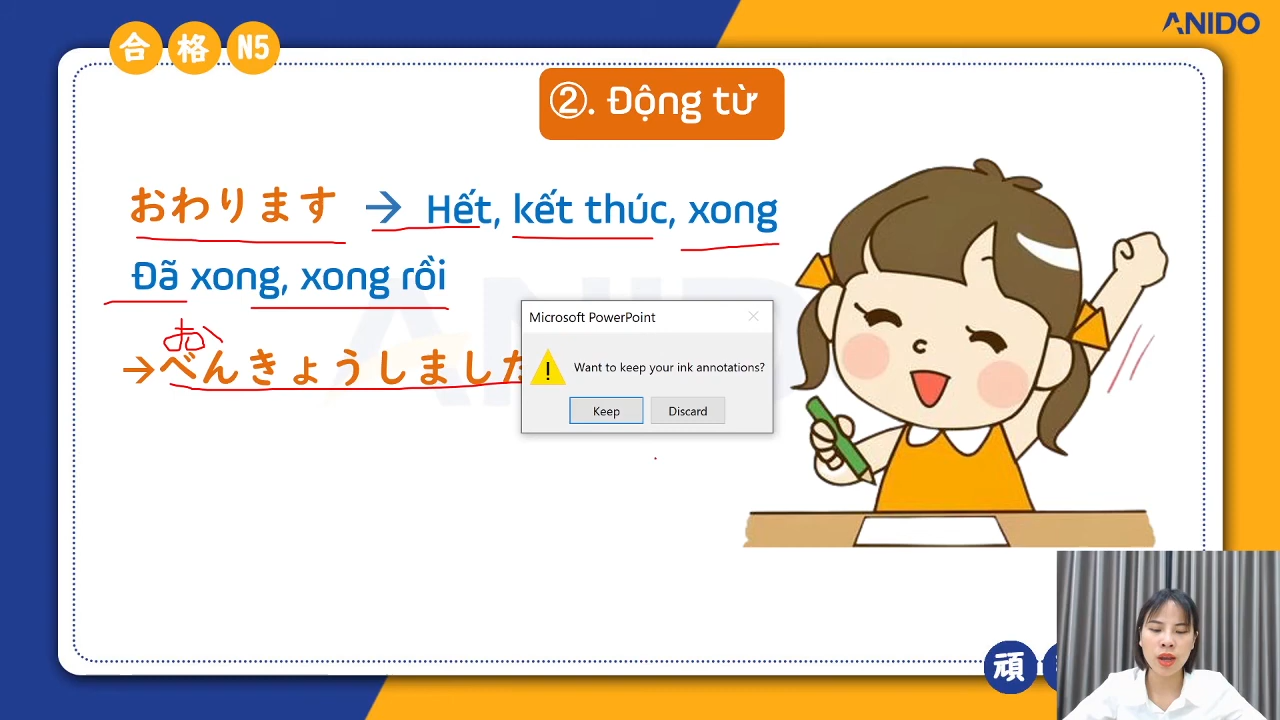 合格 N5
ANIDO
②. Động từ
おわります → Hết, kết thúc, xong
Đã xong, xong rồi
お
→べんきょうしました
Microsoft PowerPoint
Want to keep your ink annotations?
Keep Discard
頑